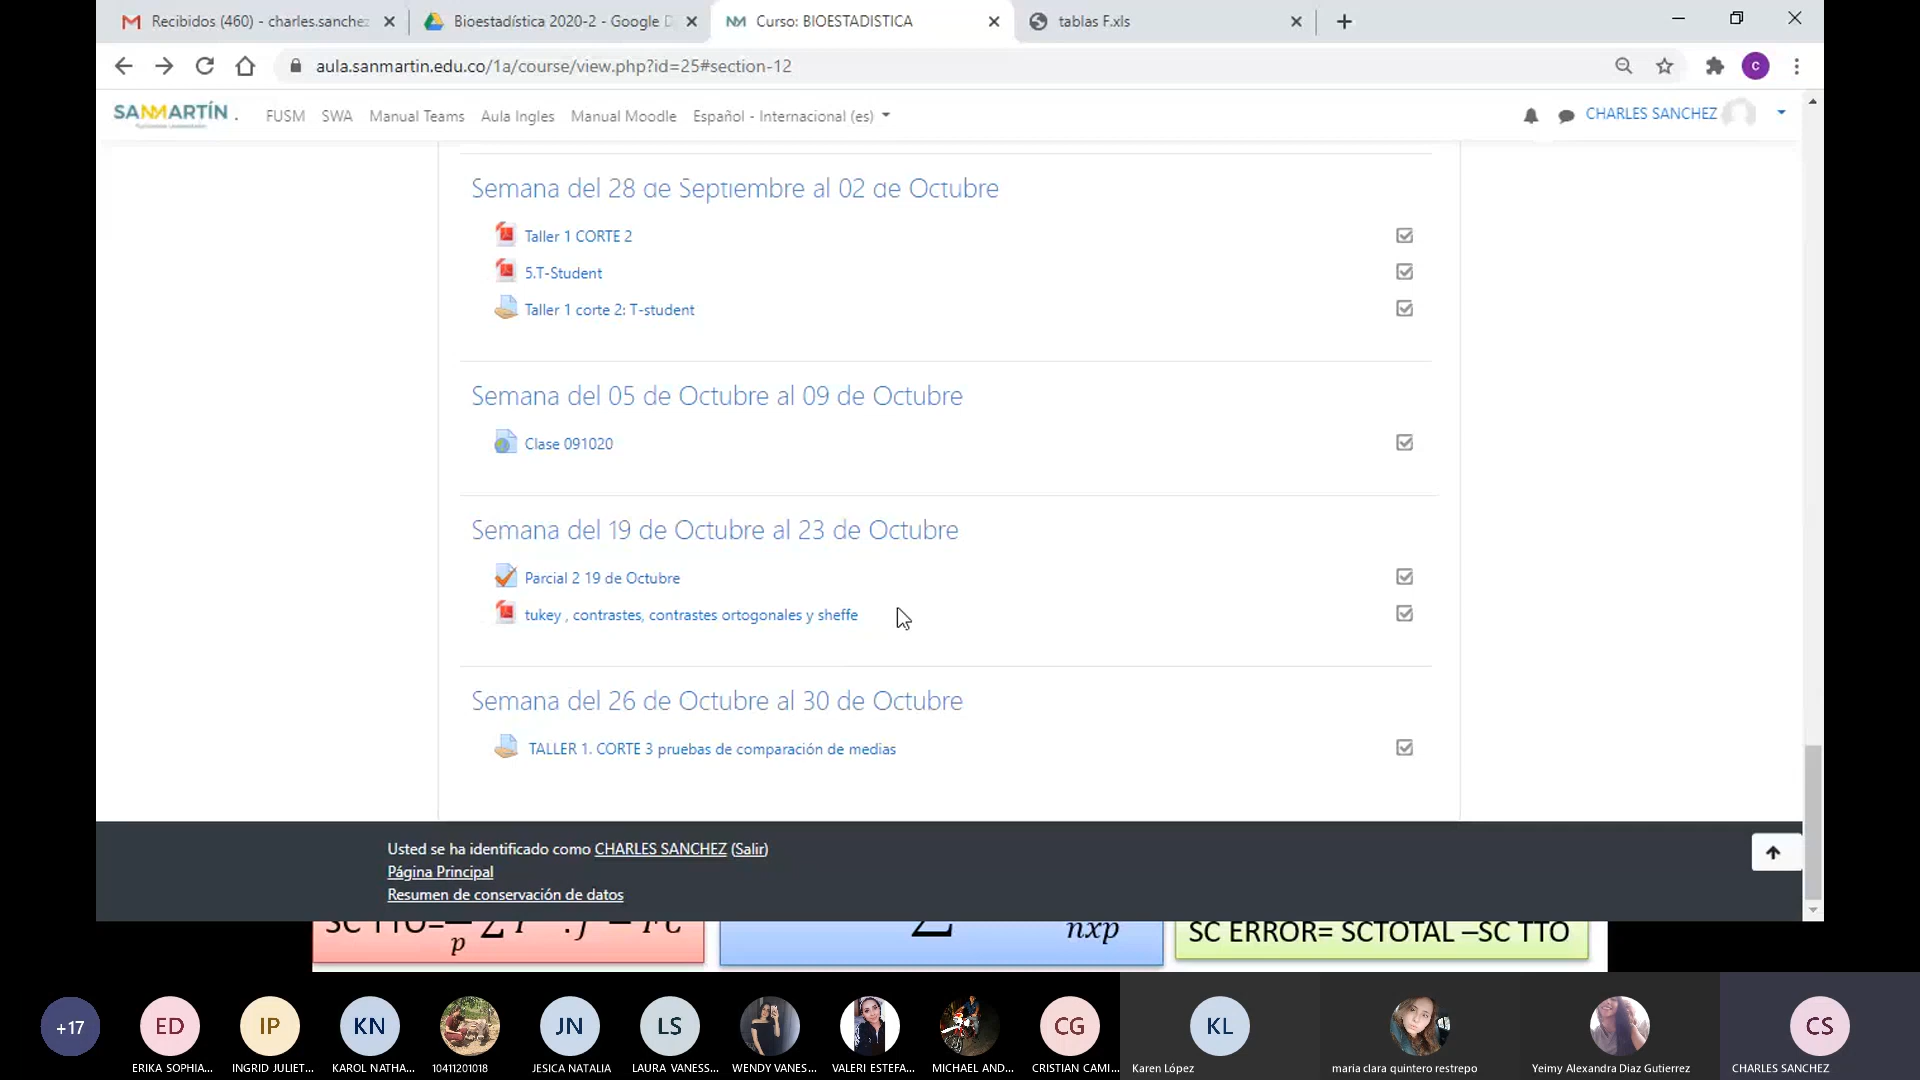 Recibidos (460) - charles.sanchez
Bioestadística 2020-2 - Google D
Curso: BIOESTADISTICA
tablas F.xls
aula.sanmartin.edu.co/1a/course/view.php?id=25#section-12
C
SANMARTÍN
FUSM
SWA
Manual Teams
Aula Ingles
Manual Moodle
Español - Internacional (es)
CHARLES SANCHEZ
Semana del 28 de Septiembre al 02 de Octubre
Taller 1 CORTE 2
5.T-Student
Taller 1 corte 2: T-student
Semana del 05 de Octubre al 09 de Octubre
Clase 091020
Semana del 19 de Octubre al 23 de Octubre
Parcial 2 19 de Octubre
tukey , contrastes, contrastes ortogonales y sheffe
Semana del 26 de Octubre al 30 de Octubre
TALLER 1. CORTE 3 pruebas de comparación de medias
Usted se ha identificado como CHARLES SANCHEZ (Salir)
Página Principal
Resumen de conservación de datos
p
nxp
SC ERROR= SCTOTAL –SC TTO
+17
ED
IP
KN
JN
LS
CG
KL
CS
ERIKA SOPHIA...
INGRID JULIET...
KAROL NATHA...
10411201018
JESICA NATALIA
LAURA VANESS...
WENDY VANES...
VALERI ESTEFA...
MICHAEL AND...
CRISTIAN CAMI...
Karen López
maria clara quintero restrepo
Yeimy Alexandra Diaz Gutierrez
CHARLES SANCHEZ